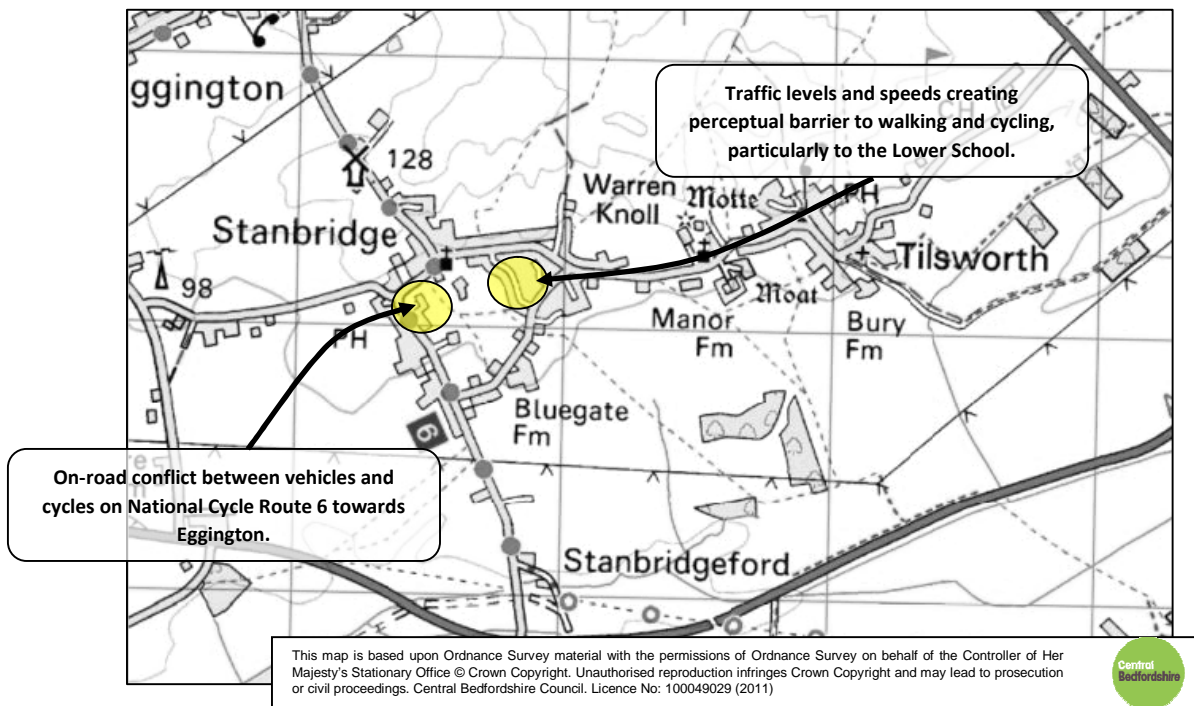 ggington
128
Traffic levels and speeds creating
perceptual barrier to walking and cycling,
particularly to the Lower School.
CH
Warren
Knoll
Motte
PH
Stanbridge
Tilsworth
98
Moat
Manor
Fm
Bury
Fm
PH
Bluegate
Fm
6
On-road conflict between vehicles and
cycles on National Cycle Route 6 towards
Eggington.
Stanbridgeford
This map is based upon Ordnance Survey material with the permissions of Ordnance Survey on behalf of the Controller of Her
Majesty's Stationary Office © Crown Copyright. Unauthorised reproduction infringes Crown Copyright and may lead to prosecution
or civil proceedings. Central Bedfordshire Council. Licence No: 100049029 (2011)
Central
Bedfordshire